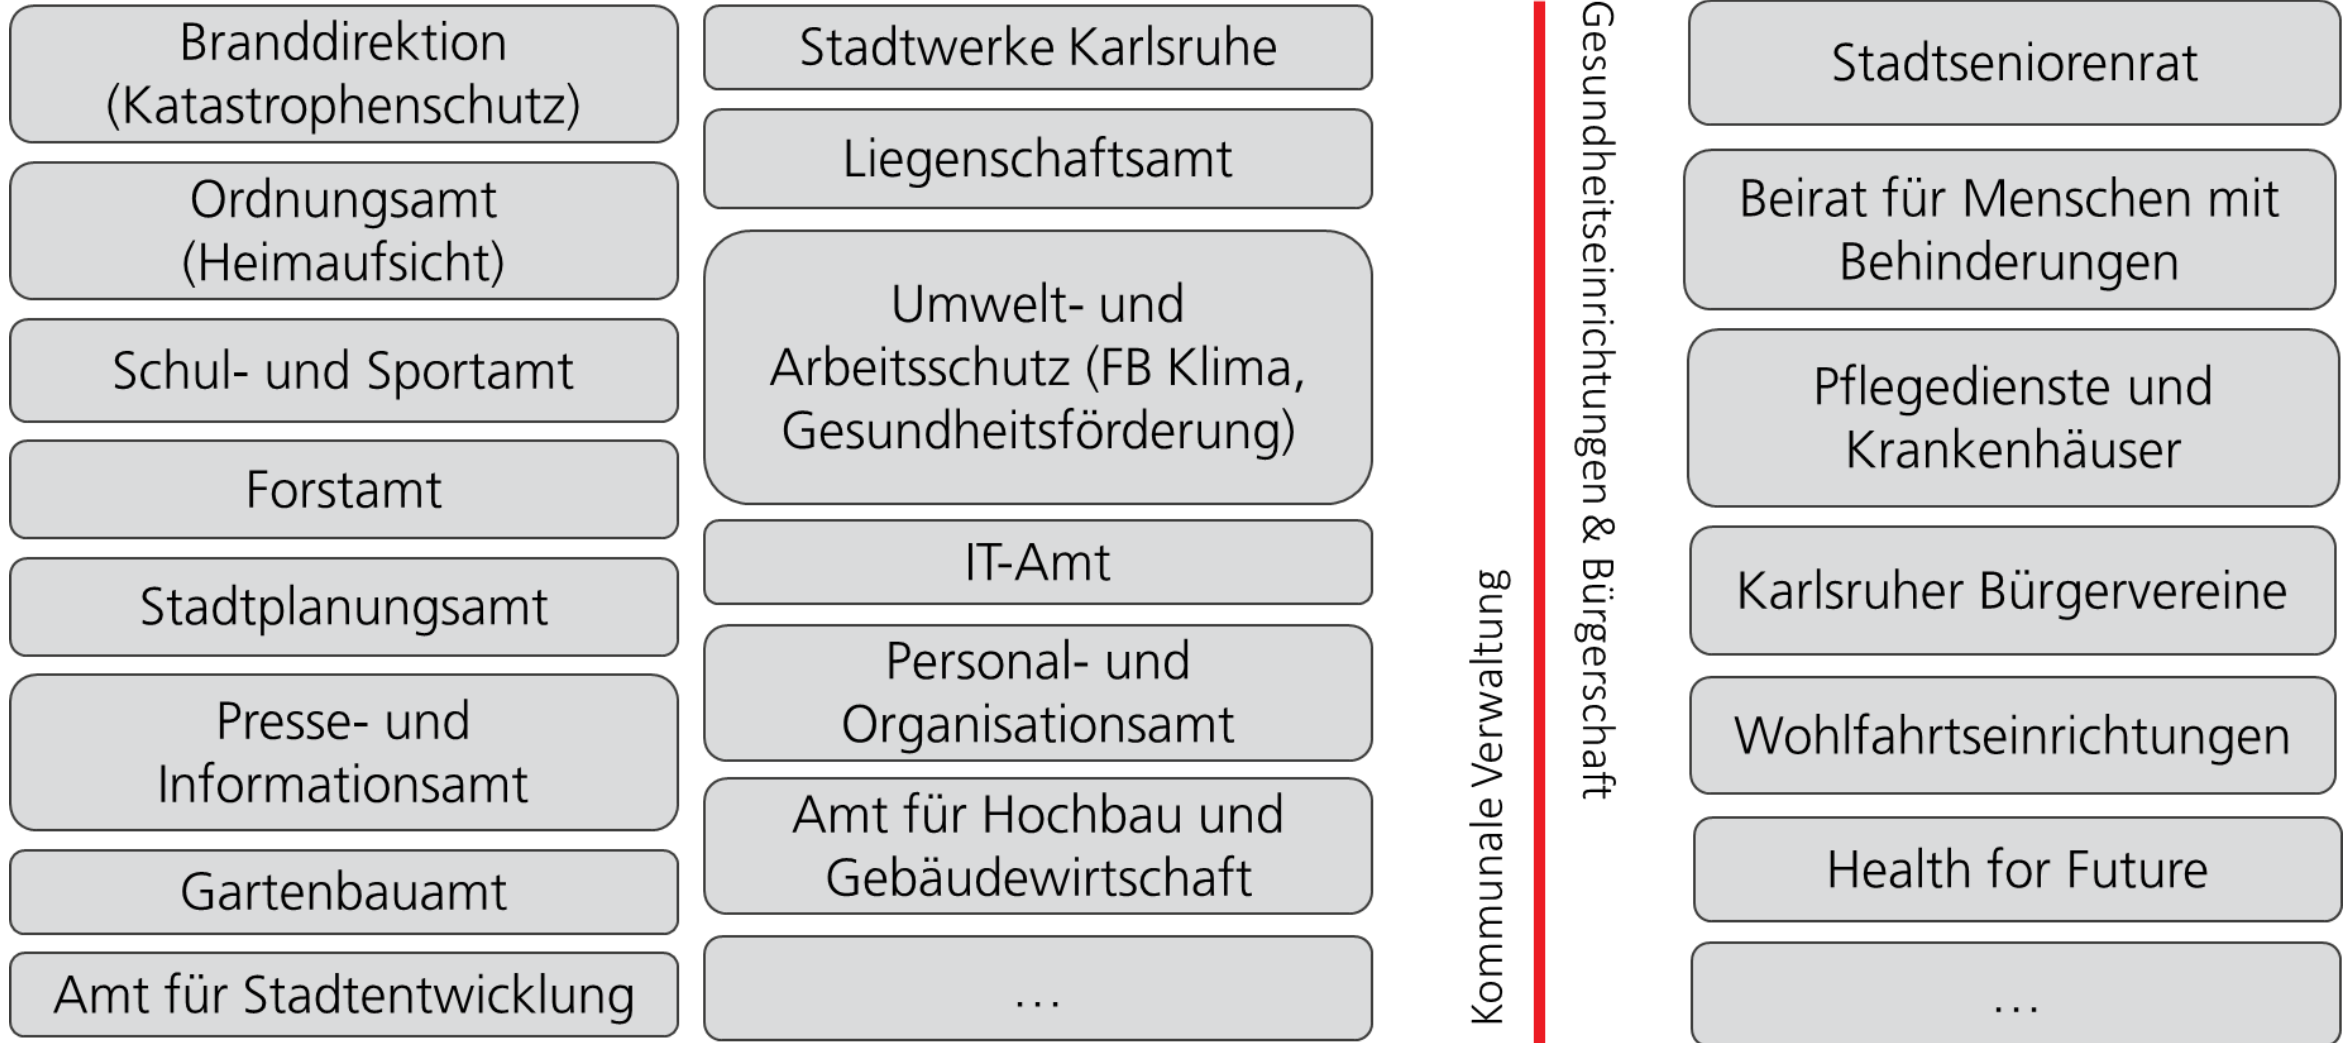 Branddirektion
(Katastrophenschutz)
Ordnungsamt
(Heimaufsicht)
Schul- und Sportamt
Forstamt
Stadtplanungsamt
Presse- und
Informationsamt
Gartenbauamt
Amt für Stadtentwicklung
Stadtwerke Karlsruhe
Liegenschaftsamt
Umwelt- und
Arbeitsschutz (FB Klima,
Gesundheitsförderung)
IT-Amt
Personal- und
Organisationsamt
Amt für Hochbau und
Gebäudewirtschaft
...
Kommunale Verwaltung
Gesundheitseinrichtungen & Bürgerschaft
Stadtseniorenrat
Beirat für Menschen mit
Behinderungen
Pflegedienste und
Krankenhäuser
Karlsruher Bürgervereine
Wohlfahrtseinrichtungen
Health for Future
...